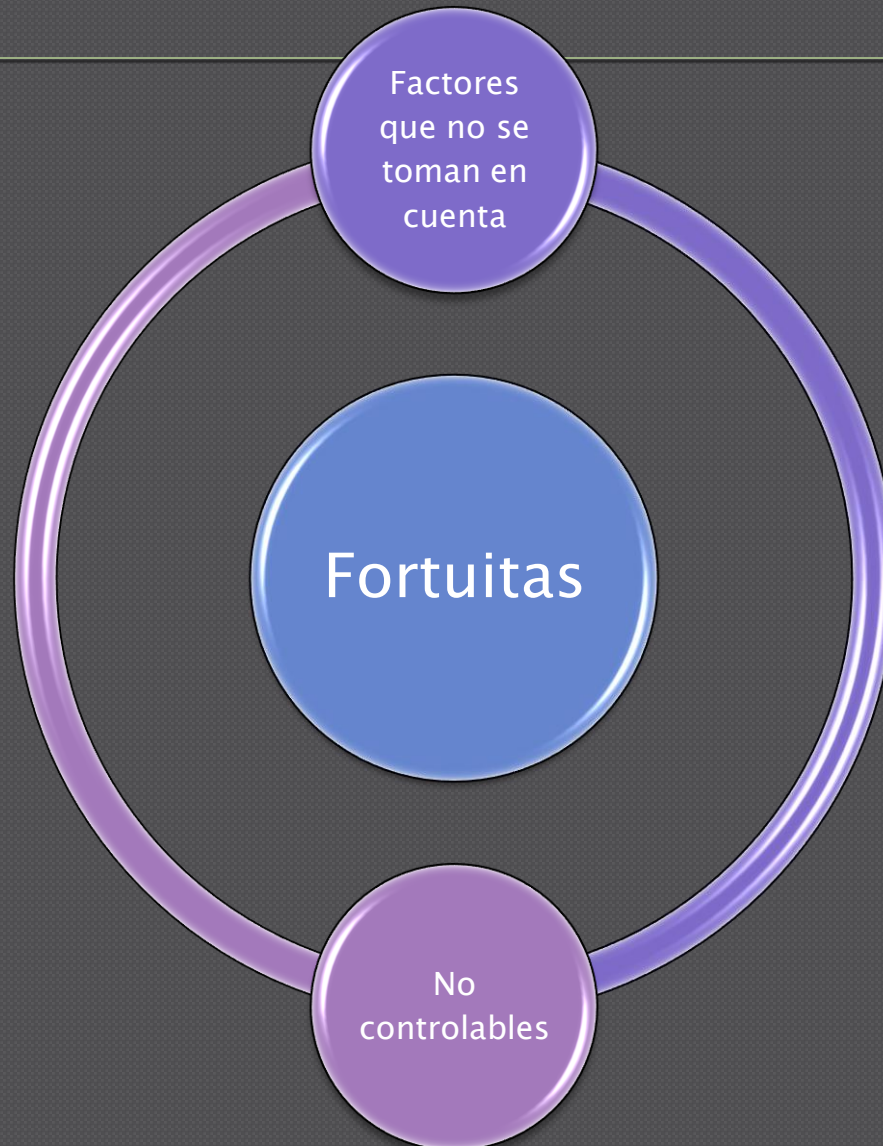 Factores
que no se
toman en
cuenta
Fortuitas
No
controlables